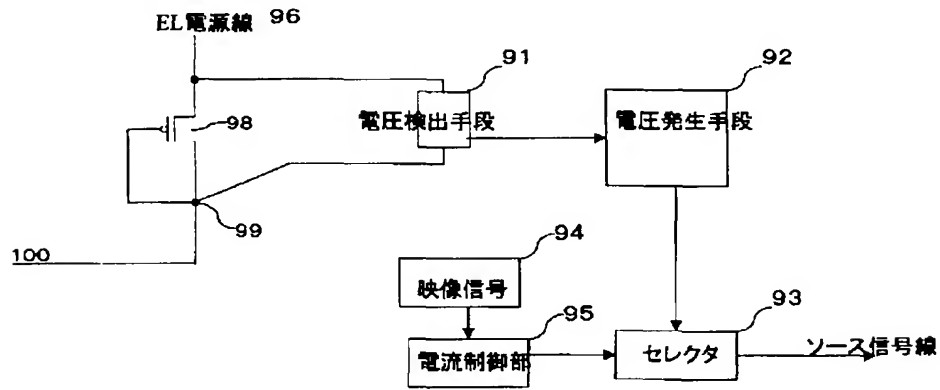 EL電源線 96
91
92
98
電圧検出手段
電圧発生手段
99
100
94
映像信号
95
93
電流制御部
セレクタ
ソース信号線